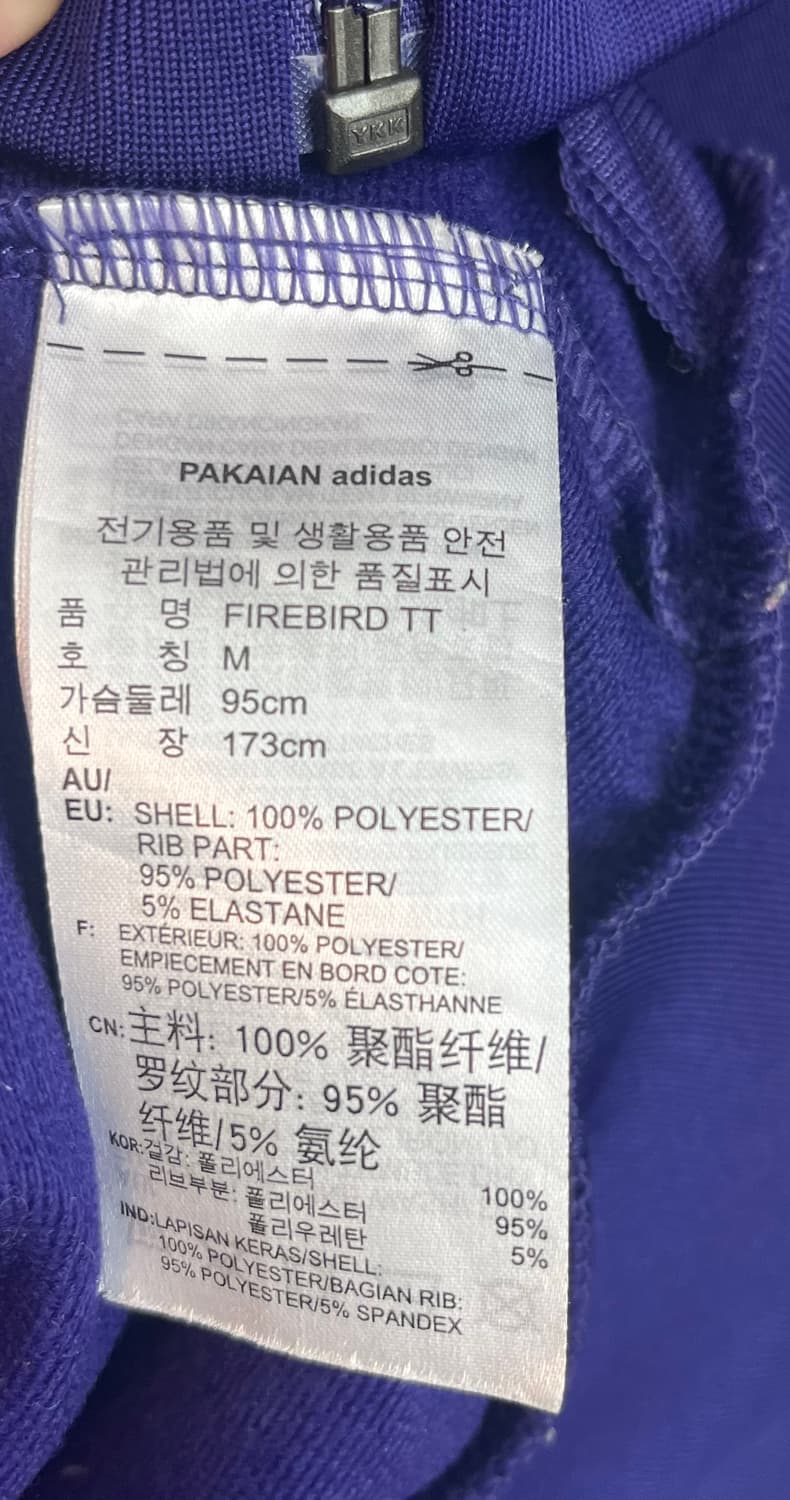 YKK
PAKAIAN adidas
전기용품 및 생활용품 안전
관리법에 의한 품질표시
품 명 FIREBIRD TT
호 칭 M
가슴둘레 95cm
신 장 173cm
AU/
EU: SHELL: 100% POLYESTER/
RIB PART:
95% POLYESTER/
5% ELASTANE
F: EXTÉRIEUR: 100% POLYESTER/
EMPIECEMENT EN BORD COTE:
95% POLYESTER/5% ÉLASTHANNE
CN: 主料: 100% 聚酯纤维/
罗纹部分: 95% 聚酯
纤维/5% 氨纶
KOR: 겉감: 폴리에스터 100%
리브부분: 폴리에스터 95%
폴리우레탄 5%
IND: LAPISAN KERAS/SHELL:
100% POLYESTER/BAGIAN RIB:
95% POLYESTER/5% SPANDEX